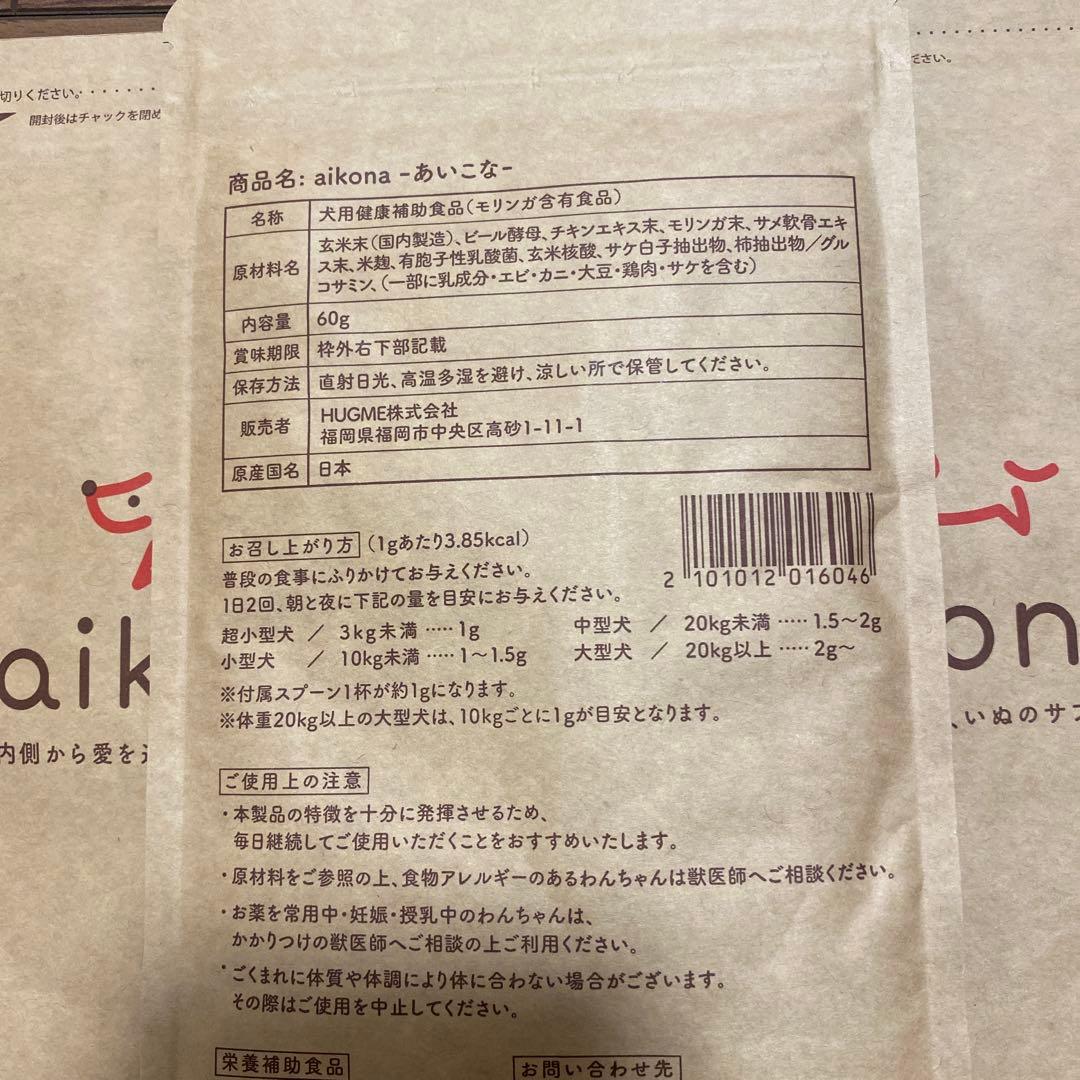 切りください。
開封後はチャックを閉め
ださい。
商品名: aikona -あいこな-
名称 犬用健康補助食品(モリンガ含有食品)
原材料名 玄米末(国内製造)、ビール酵母、チキンエキス末、モリンガ末、サメ軟骨エキ
ス末、米麹、有胞子性乳酸菌、玄米核酸、サケ白子抽出物、柿抽出物/グル
コサミン、(一部に乳成分・エビ・カニ・大豆・鶏肉・サケを含む)
内容量 60g
賞味期限 枠外右下部記載
保存方法 直射日光、高温多湿を避け、涼しい所で保管してください。
販売者 HUGME株式会社
福岡県福岡市中央区高砂1-11-1
原産国名 日本
お召し上がり方 (1gあたり3.85kcal)
2 101012 016046
普段の食事にふりかけてお与えください。
1日2回、朝と夜に下記の量を目安にお与えください。
超小型犬 / 3kg未満 ····· 1g 中型犬 / 20kg未満 ····· 1.5〜2g
小型犬 / 10kg未満 ····· 1〜1.5g 大型犬 / 20kg以上 ····· 2g〜
※付属スプーン1杯が約1gになります。
※体重20kg以上の大型犬は、10kgごとに1gが目安となります。
aik
on
内側から愛を
、いぬのサプ
ご使用上の注意
・本製品の特徴を十分に発揮させるため、
毎日継続してご使用いただくことをおすすめいたします。
・原材料をご参照の上、食物アレルギーのあるわんちゃんは獣医師へご相談ください。
・お薬を常用中・妊娠・授乳中のわんちゃんは、
かかりつけの獣医師へご相談の上ご利用ください。
・ごくまれに体質や体調により体に合わない場合がございます。
その際はご使用を中止してください。
栄養補助食品 お問い合わせ先